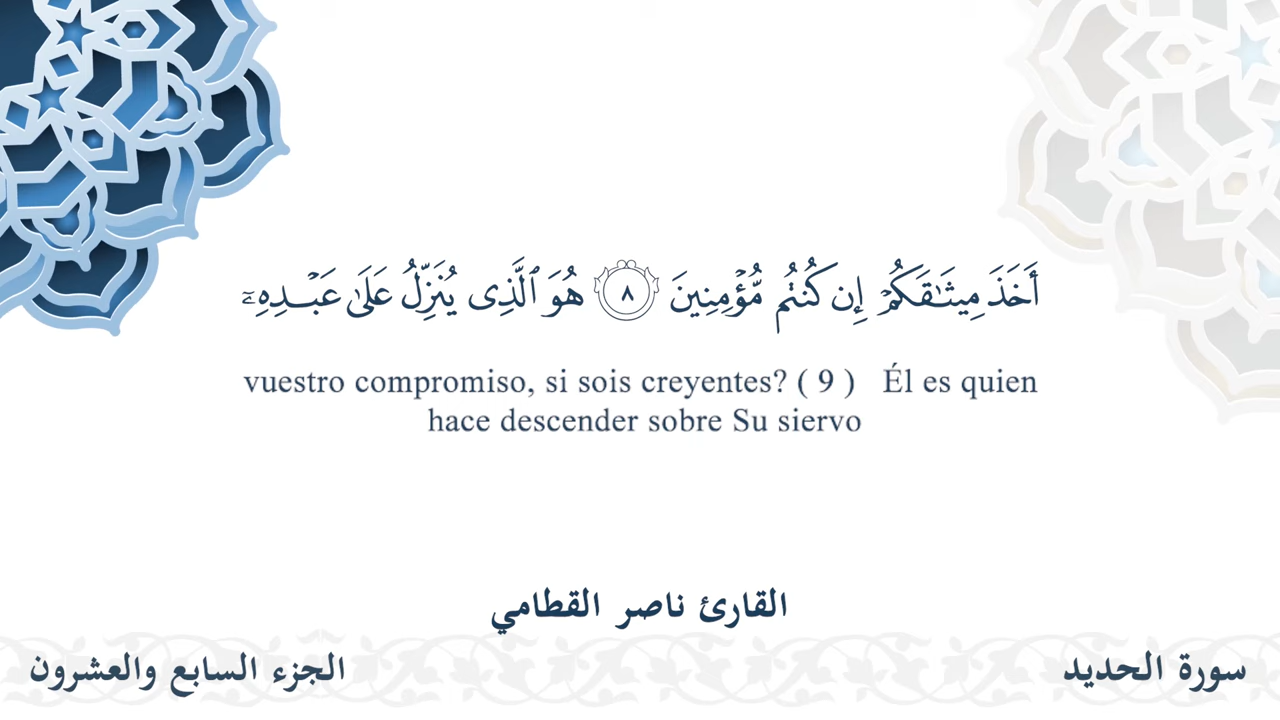 أَخَذَ مِيثَـٰقَكُمْ إِن كُنتُم مُّؤْمِنِينَ ٨ هُوَ ٱلَّذِى يُنَزِّلُ عَلَىٰ عَبْدِهِۦٓ
vuestro compromiso, si sois creyentes? ( 9 ) Él es quien
hace descender sobre Su siervo
القارئ ناصر القطامي
سورة الحديد
الجزء السابع والعشرون